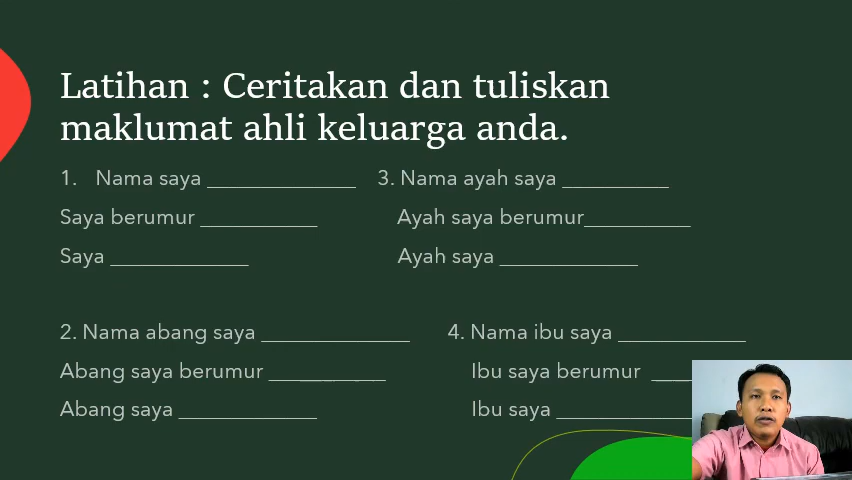 Latihan : Ceritakan dan tuliskan
maklumat ahli keluarga anda.
1. Nama saya ______________
Saya berumur ___________
Saya _____________
2. Nama abang saya ______________
Abang saya berumur ___________
Abang saya _____________
3. Nama ayah saya __________
Ayah saya berumur__________
Ayah saya _____________
4. Nama ibu saya ____________
Ibu saya berumur ____
Ibu saya _____________